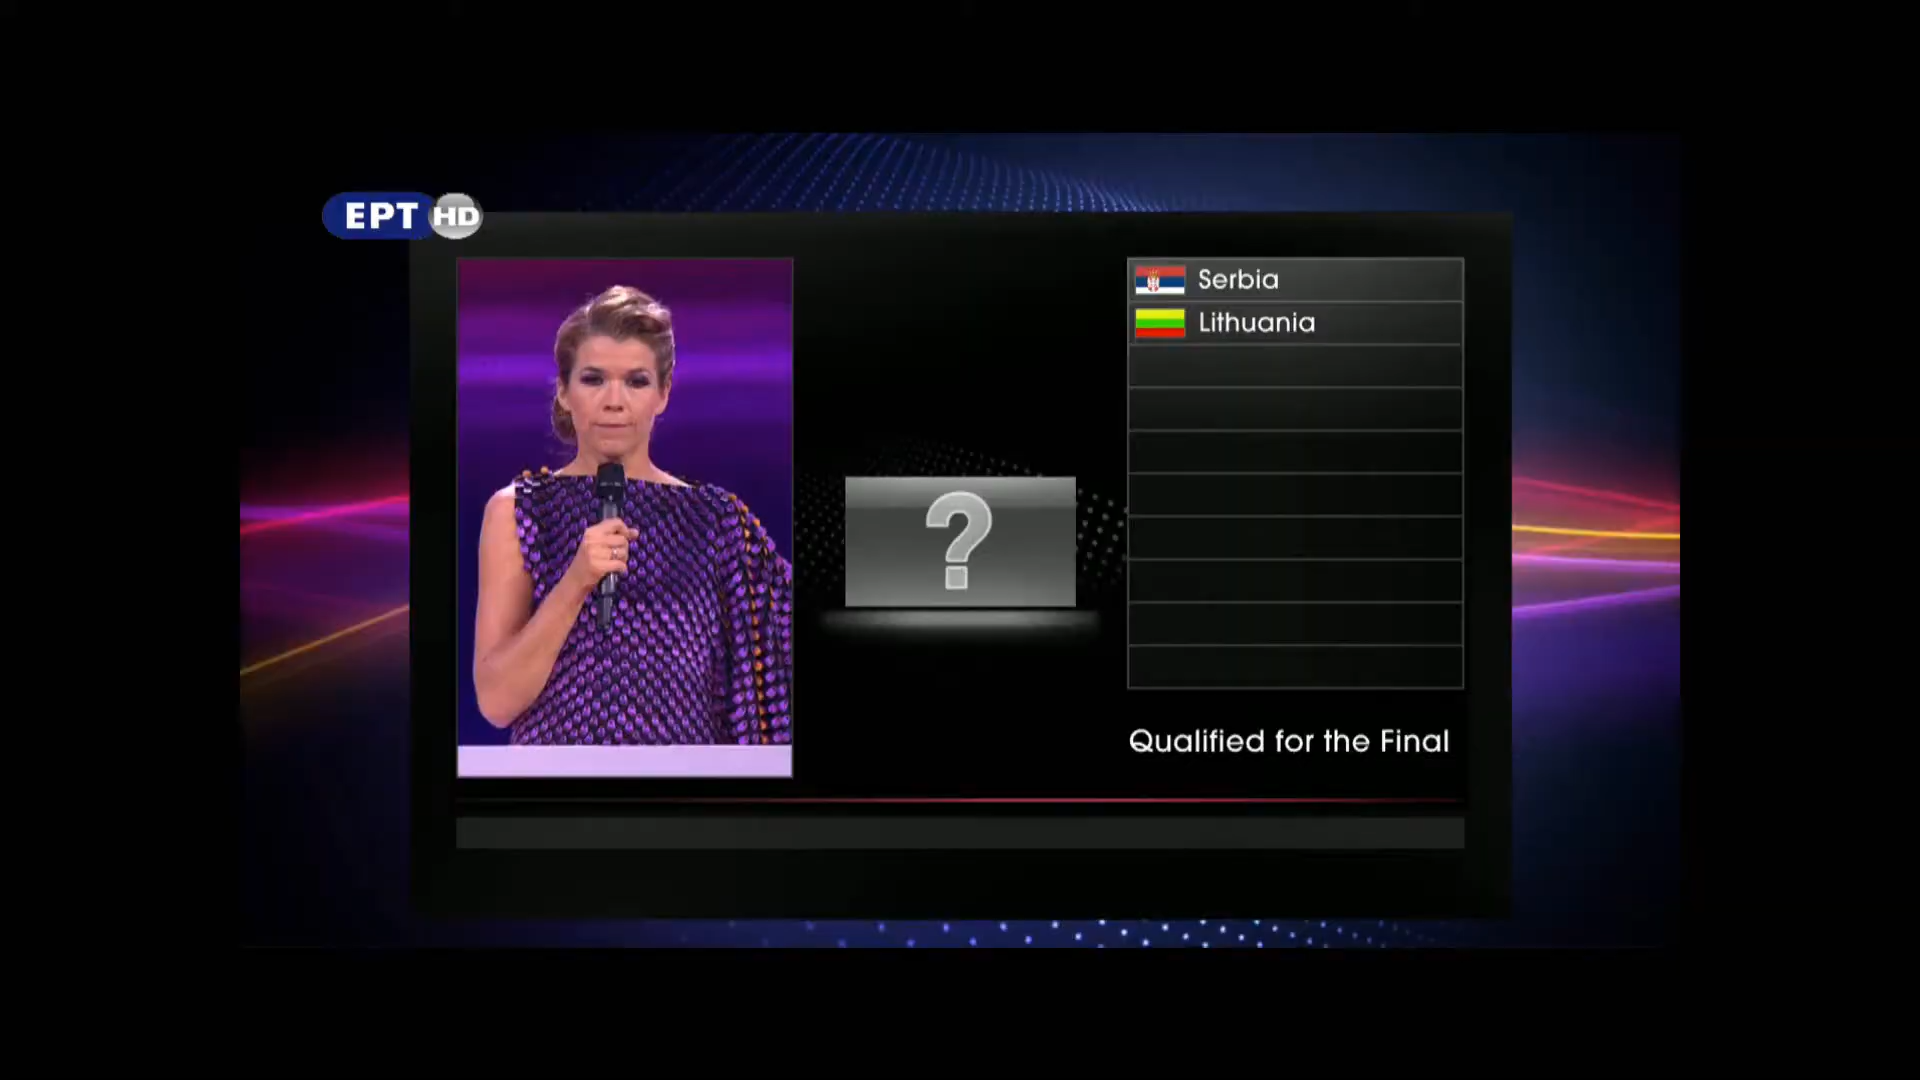 ΕΡΤ HD
Serbia
Lithuania
?
Qualified for the Final